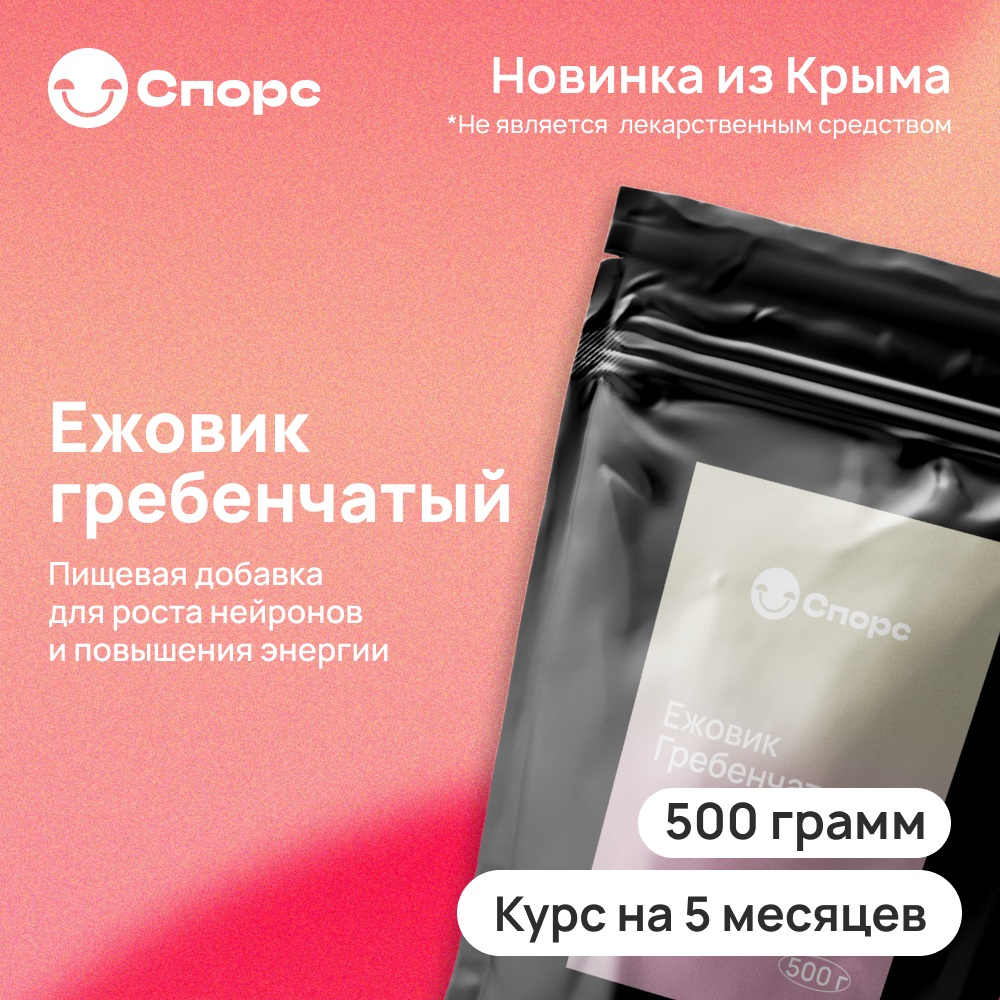 Спорс
Новинка из Крыма
*Не является лекарственным средством
Ежовик
гребенчатый
Пищевая добавка
для роста нейронов
и повышения энергии
Спорс
Ежовик
Гребенчат
500 грамм
Курс на 5 месяцев
500 г